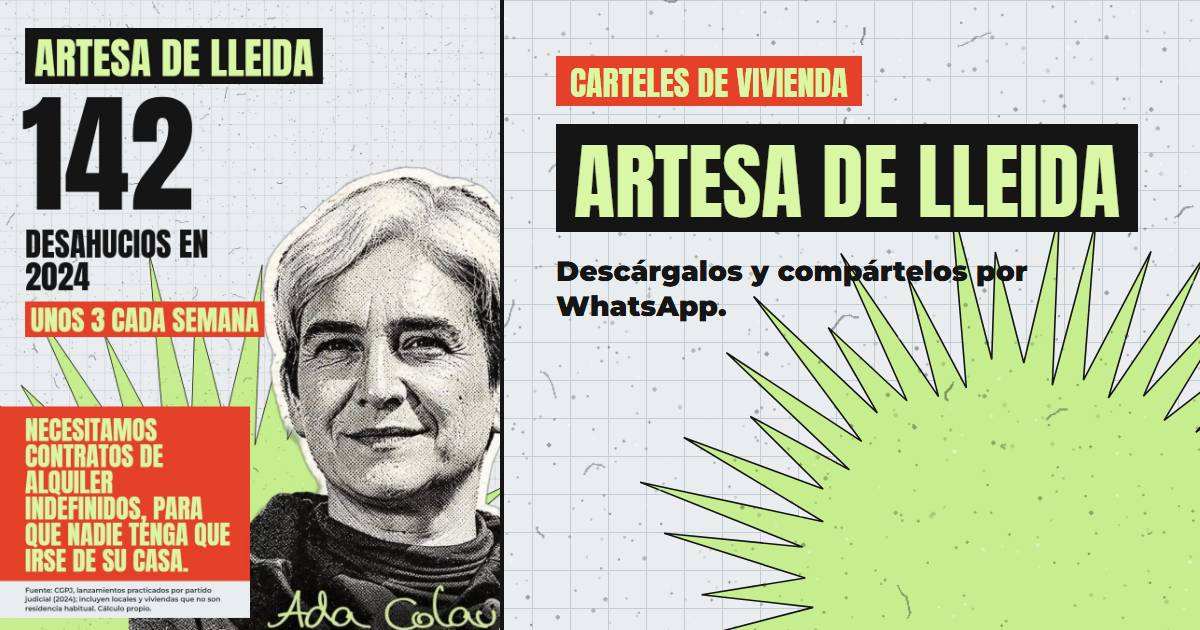 ARTESA DE LLEIDA
142
DESAHUCIOS EN
2024
UNOS 3 CADA SEMANA
NECESITAMOS
CONTRATOS DE
ALQUILER
INDEFINIDOS, PARA
QUE NADIE TENGA QUE
IRSE DE SU CASA.
Fuente: CGPJ, lanzamientos practicados por partido
judicial (2024); incluyen locales y viviendas que no son
residencia habitual. Cálculo propio.
Ada Colau
CARTELES DE VIVIENDA
ARTESA DE LLEIDA
Descárgalos y compártelos por
WhatsApp.